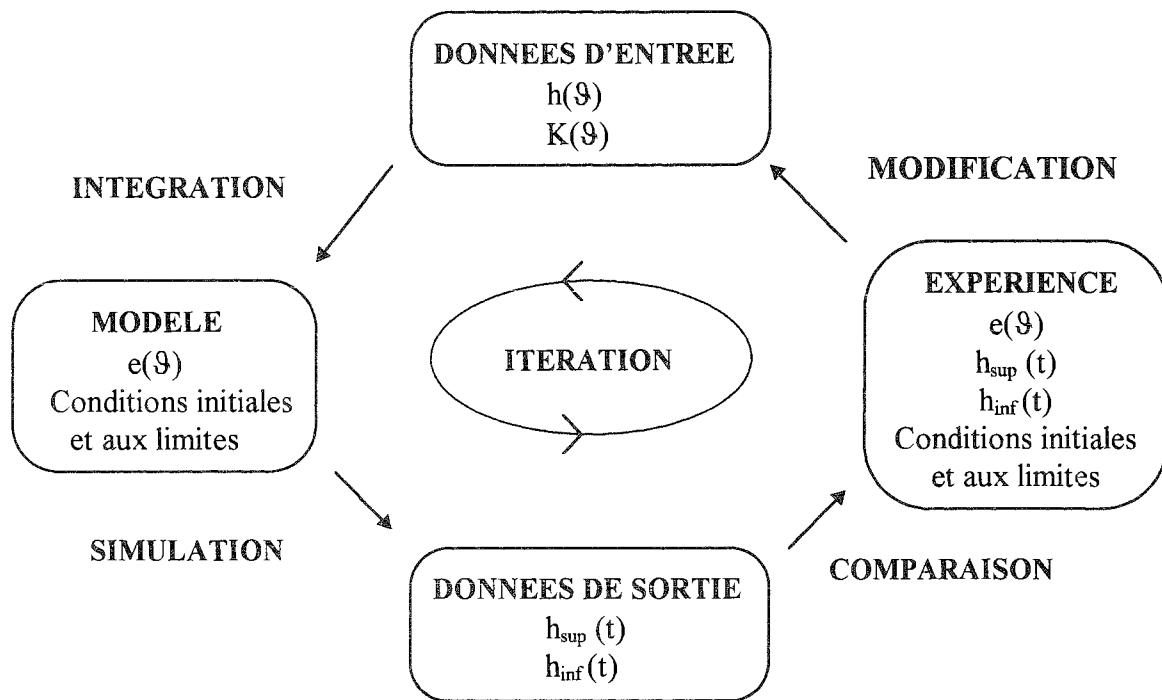 DONNEES D'ENTREE
h(ϑ)
K(ϑ)
INTEGRATION
MODIFICATION
MODELE
e(ϑ)
Conditions initiales
et aux limites
ITERATION
EXPERIENCE
e(ϑ)
h_sup (t)
h_inf (t)
Conditions initiales
et aux limites
SIMULATION
COMPARAISON
DONNEES DE SORTIE
h_sup (t)
h_inf (t)